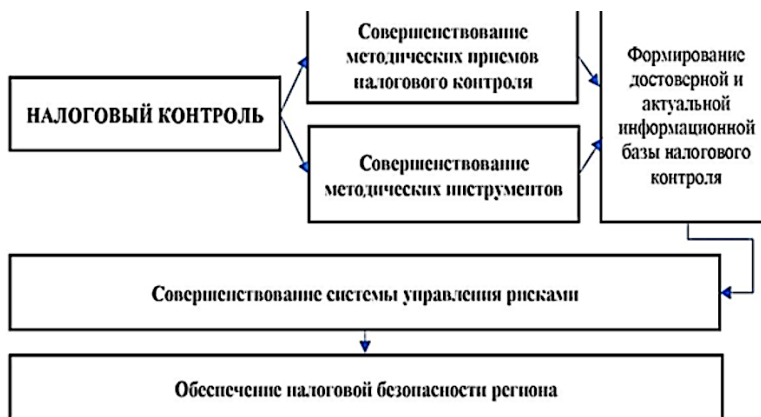 НАЛОГОВЫЙ КОНТРОЛЬ
Совершенствование
методических приемов
налогового контроля
Совершенствование
методических инструментов
Формирование
достоверной и
актуальной
информационной
базы налогового
контроля
Совершенствование системы управления рисками
Обеспечение налоговой безопасности региона